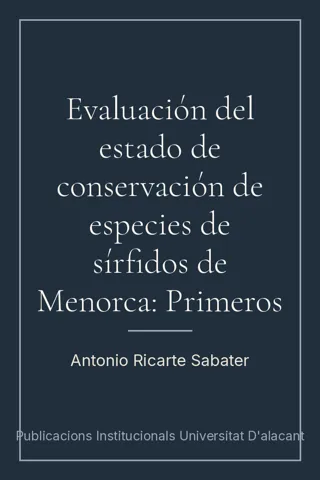 Evaluación del
estado de
conservación de
especies de
sírfidos de
Menorca: Primeros
Antonio Ricarte Sabater
Publicacions Institucionals Universitat D'alacant